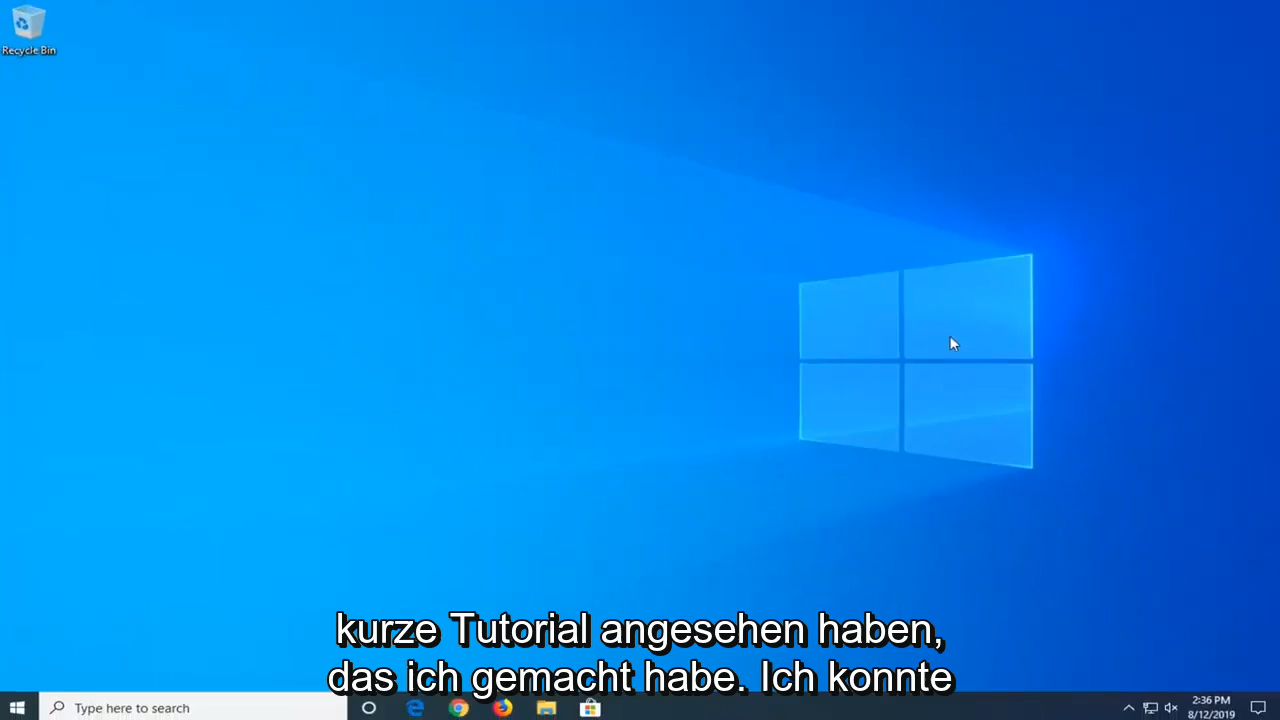 Recycle Bin
kurze Tutorial angesehen haben,
das ich gemacht habe. Ich konnte
Type here to search
2:36 PM
8/12/2019